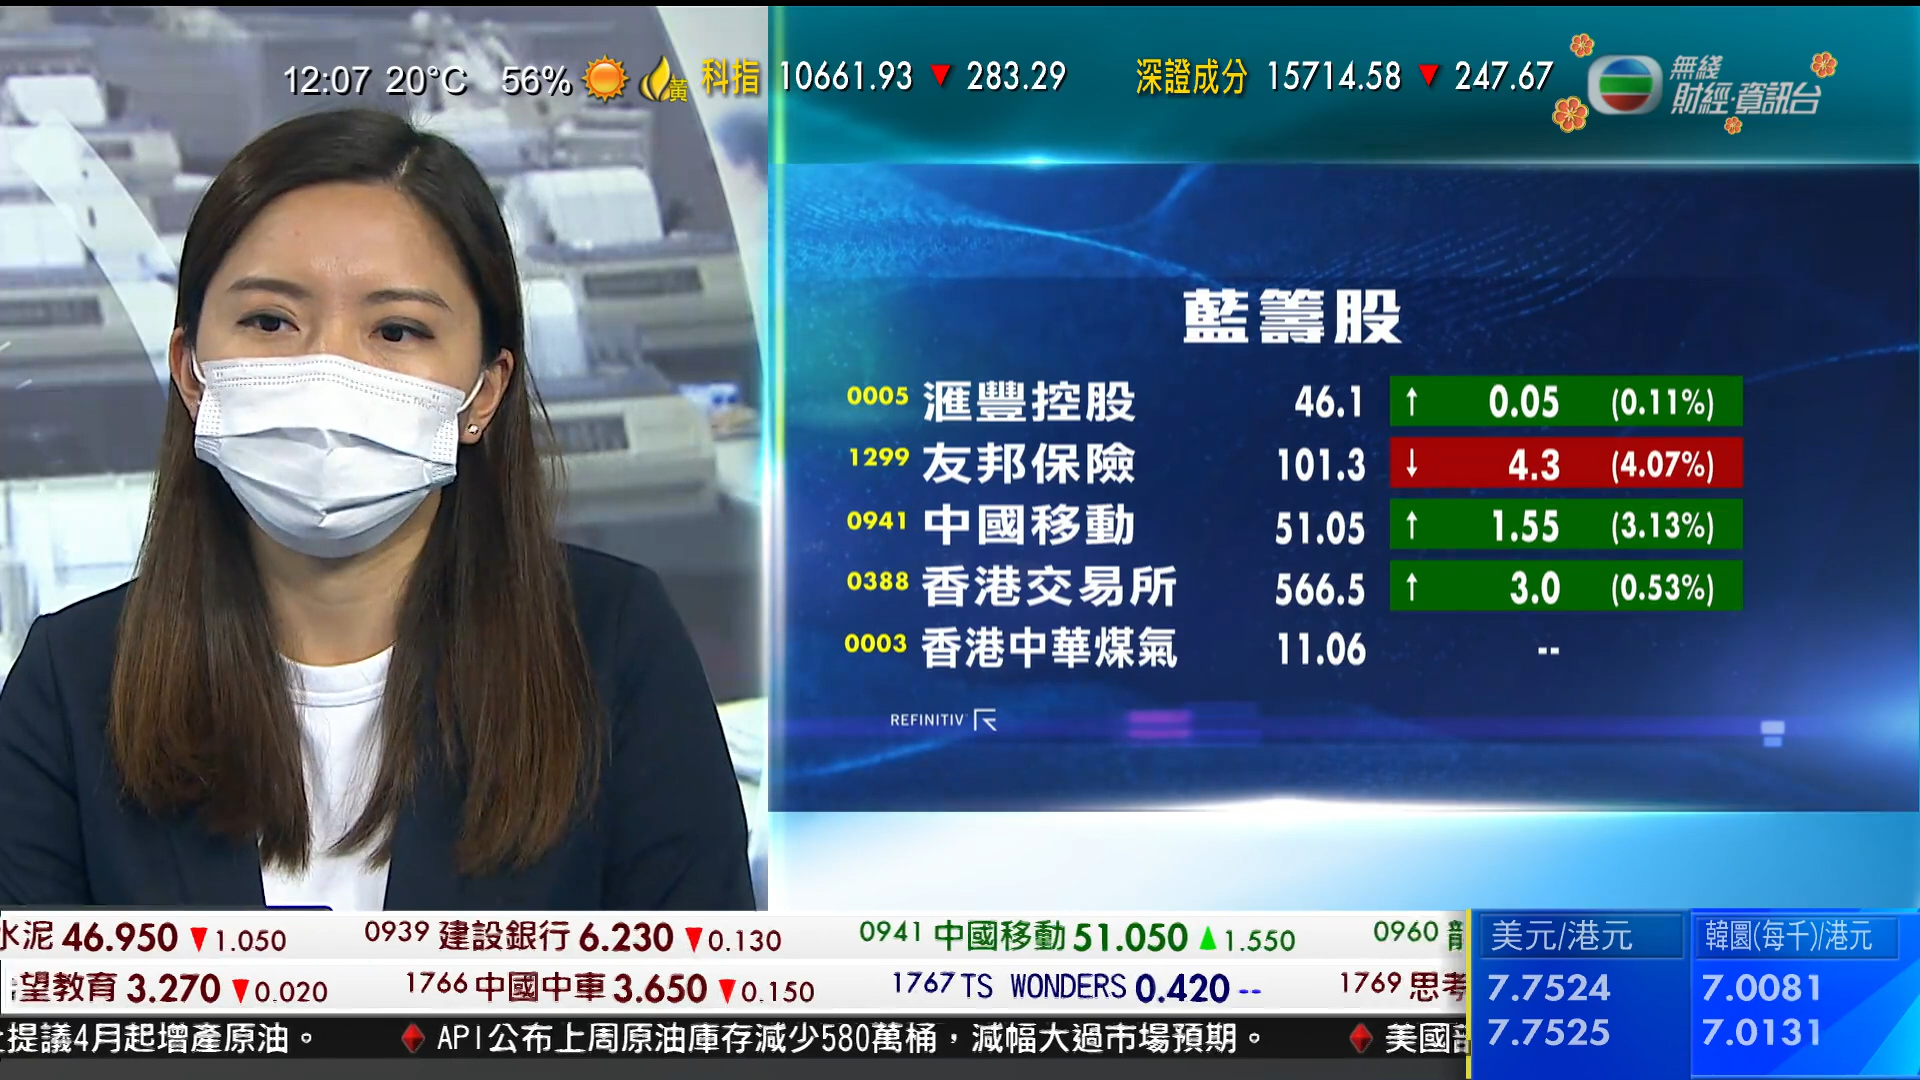 12:07 20°C 56% 黃 科指 10661.93 ▼ 283.29 深證成分 15714.58 ▼ 247.67
無綫
財經·資訊台
藍籌股
0005 滙豐控股 46.1 ↑ 0.05 (0.11%)
1299 友邦保險 101.3 ↓ 4.3 (4.07%)
0941 中國移動 51.05 ↑ 1.55 (3.13%)
0388 香港交易所 566.5 ↑ 3.0 (0.53%)
0003 香港中華煤氣 11.06 --
REFINITIV
水泥 46.950 ▼ 1.050 0939 建設銀行 6.230 ▼ 0.130 0941 中國移動 51.050 ▲ 1.550 0960
望教育 3.270 ▼ 0.020 1766 中國中車 3.650 ▼ 0.150 1767 TS WONDERS 0.420 -- 1769 思考
提議4月起增產原油。 API公布上周原油庫存減少580萬桶，減幅大過市場預期。 美國
美元/港元
7.7524
7.7525
韓圜(每千)/港元
7.0081
7.0131